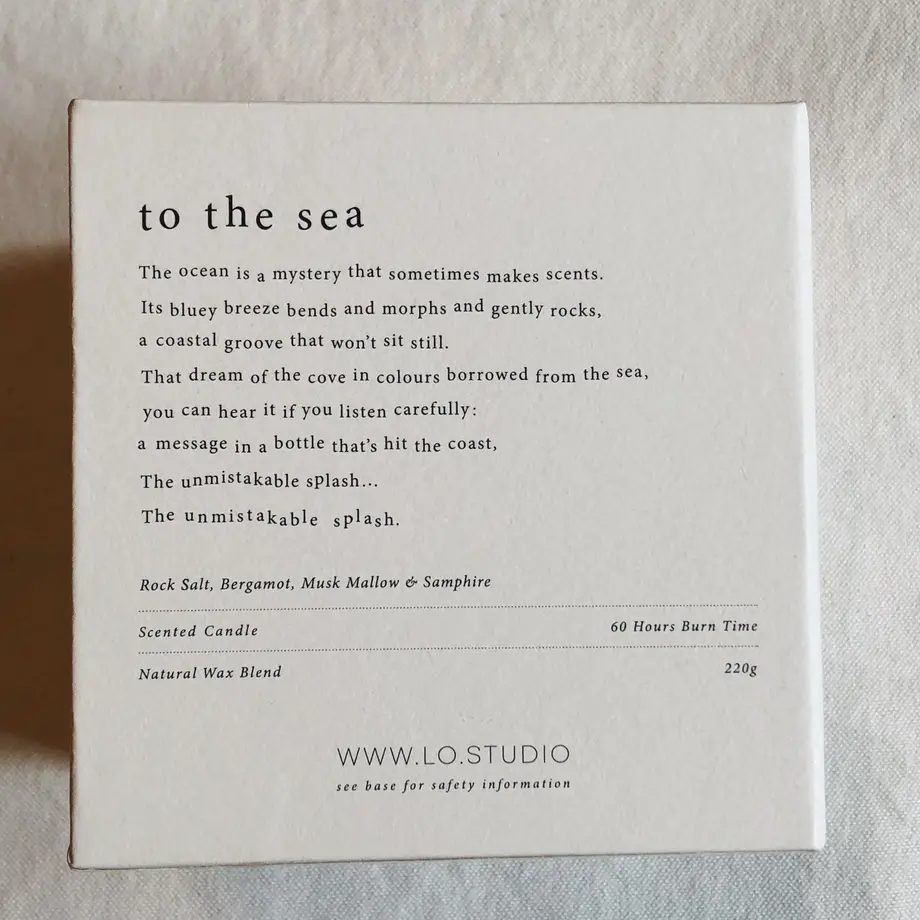 to the sea
The ocean is a mystery that sometimes makes scents.
Its bluey breeze bends and morphs and gently rocks,
a coastal groove that won't sit still.
That dream of the cove in colours borrowed from the sea,
you can hear it if you listen carefully:
a message in a bottle that's hit the coast,
The unmistakable splash...
The unmistakable splash.
Rock Salt, Bergamot, Musk Mallow & Samphire
Scented Candle 60 Hours Burn Time
Natural Wax Blend 220g
WWW.LO.STUDIO
see base for safety information